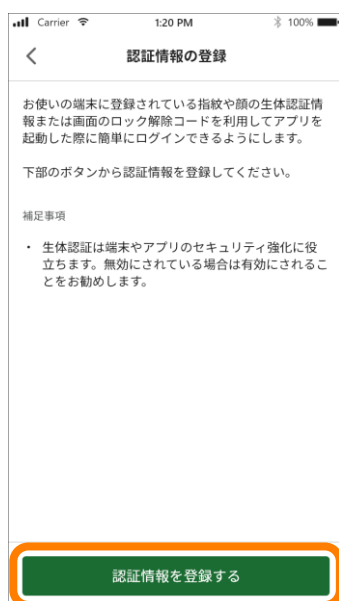 Carrier 1:20 PM 100%
認証情報の登録
お使いの端末に登録されている指紋や顔の生体認証情
報または画面のロック解除コードを利用してアプリを
起動した際に簡単にログインできるようにします。
下部のボタンから認証情報を登録してください。
補足事項
・ 生体認証は端末やアプリのセキュリティ強化に役
立ちます。無効にされている場合は有効にされるこ
とをお勧めします。
認証情報を登録する